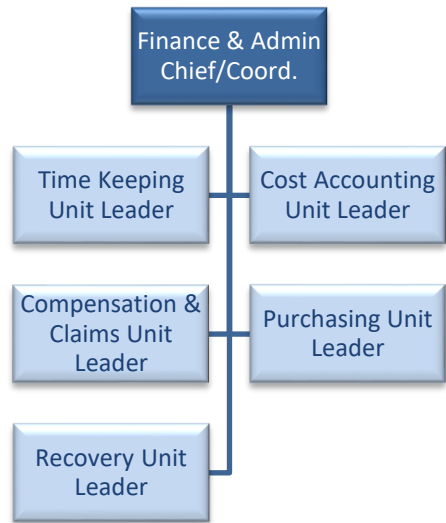 Finance & Admin
Chief/Coord.
Time Keeping
Unit Leader
Cost Accounting
Unit Leader
Compensation &
Claims Unit
Leader
Purchasing Unit
Leader
Recovery Unit
Leader